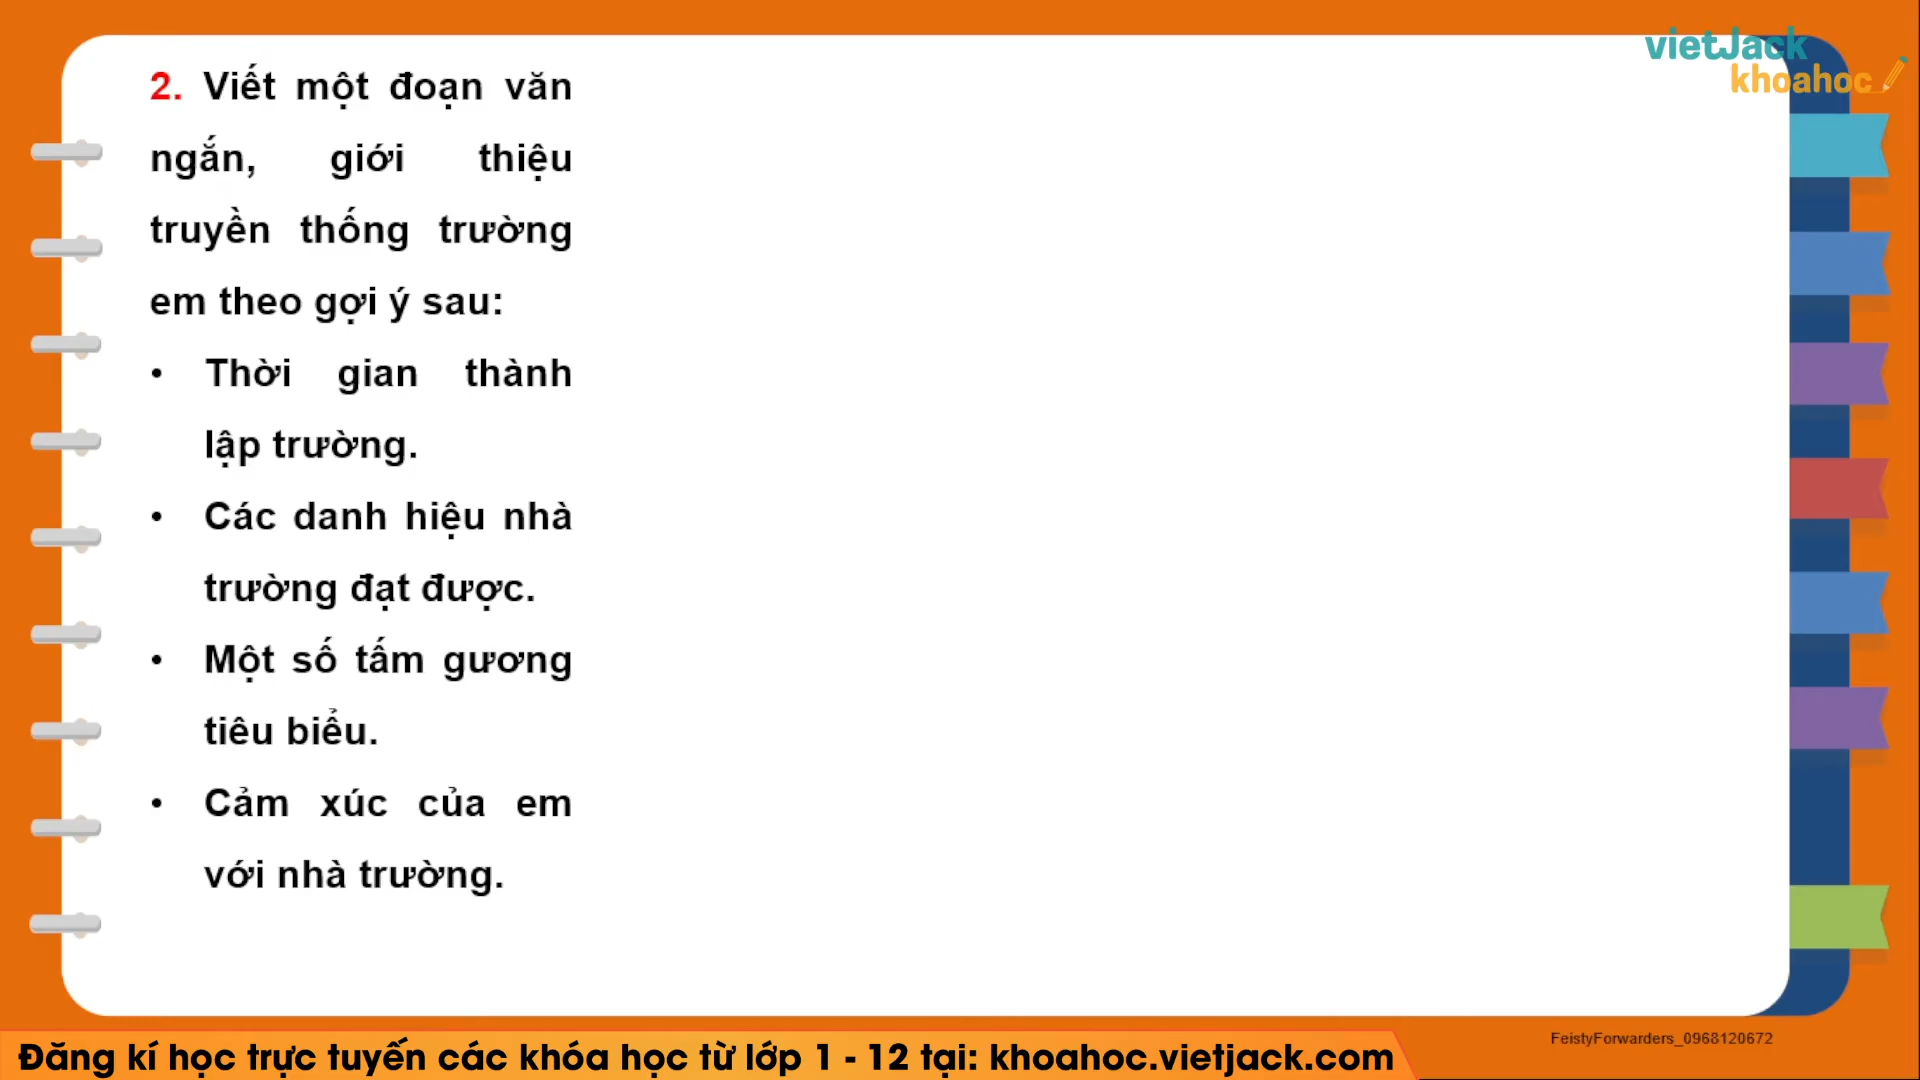 vietJack
khoahoc
2. Viết một đoạn văn
ngắn, giới thiệu
truyền thống trường
em theo gợi ý sau:
• Thời gian thành
lập trường.
• Các danh hiệu nhà
trường đạt được.
• Một số tấm gương
tiêu biểu.
• Cảm xúc của em
với nhà trường.
FeistyForwarders_0968120672
Đăng kí học trực tuyến các khóa học từ lớp 1 - 12 tại: khoahoc.vietjack.com